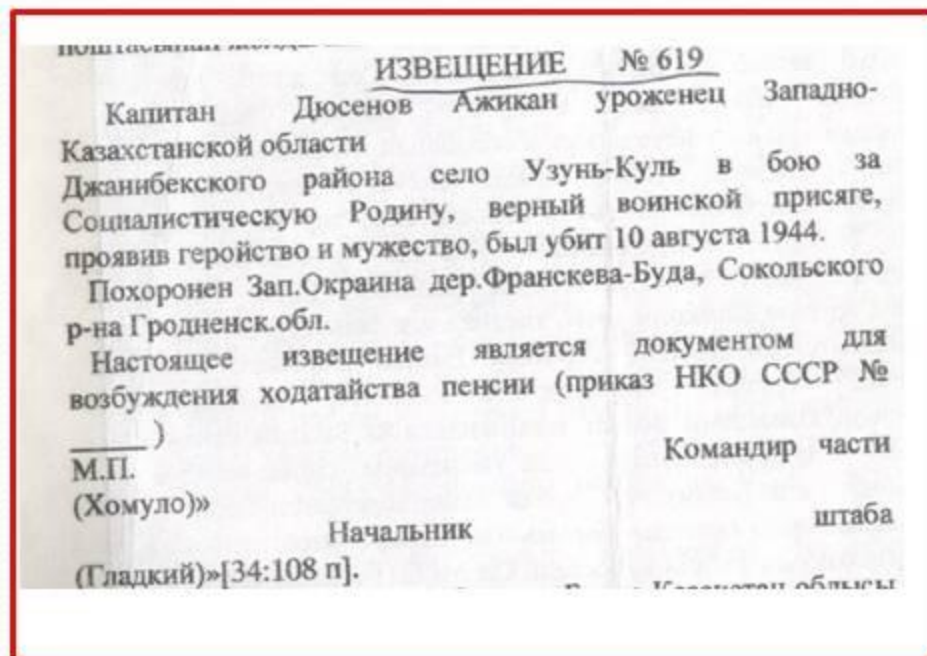 ИЗВЕЩЕНИЕ № 619
Капитан Дюсенов Ажикан уроженец Западно-
Казахстанской области
Джанибекского района село Узунь-Куль в бою за
Социалистическую Родину, верный воинской присяге,
проявив геройство и мужество, был убит 10 августа 1944.
Похоронен Зап.Окраина дер.Франскева-Буда, Сокольского
р-на Гродненск.обл.
Настоящее извещение является документом для
возбуждения ходатайства пенсии (приказ НКО СССР №
______ )
М.П. Командир части
(Хомуло)»
Начальник штаба
(Гладкий)»[34:108 п].
Казақстан облысы